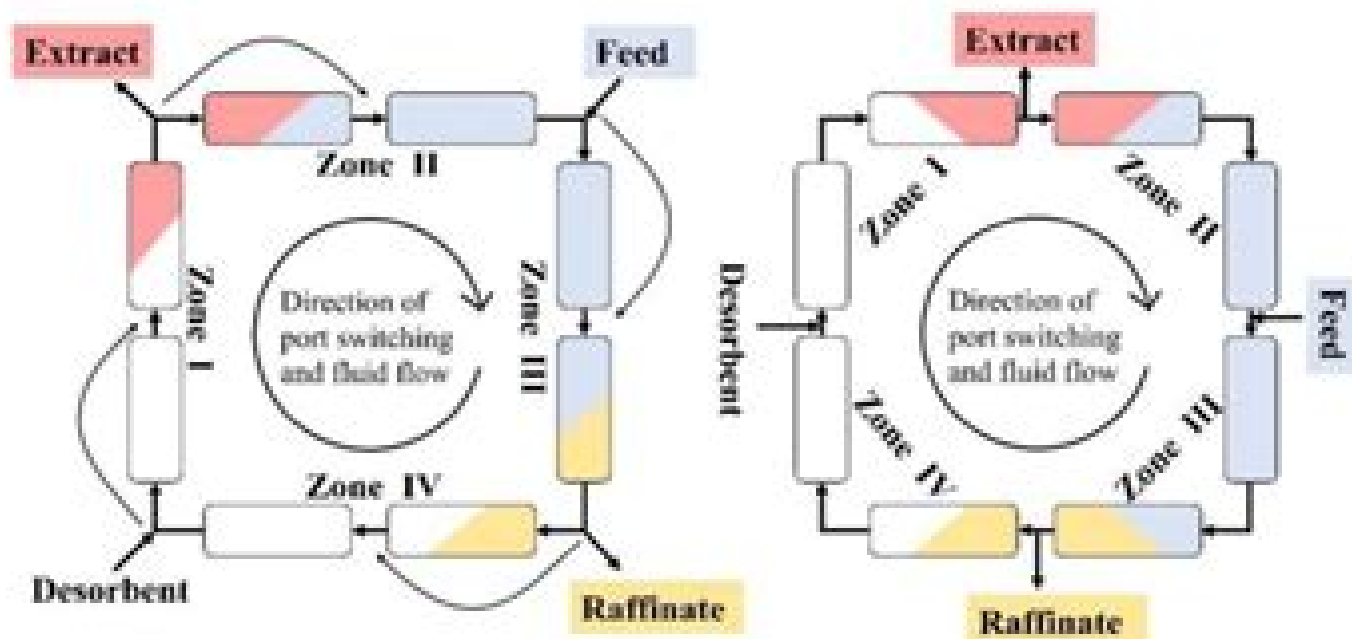 Extract
Feed
Zone II
Zone I
Direction of
port switching
and fluid flow
Zone III
Zone IV
Desorbent
Raffinate
Extract
Zone I
Zone II
Desorbent
Direction of
port switching
and fluid flow
Feed
Zone IV
Zone III
Raffinate